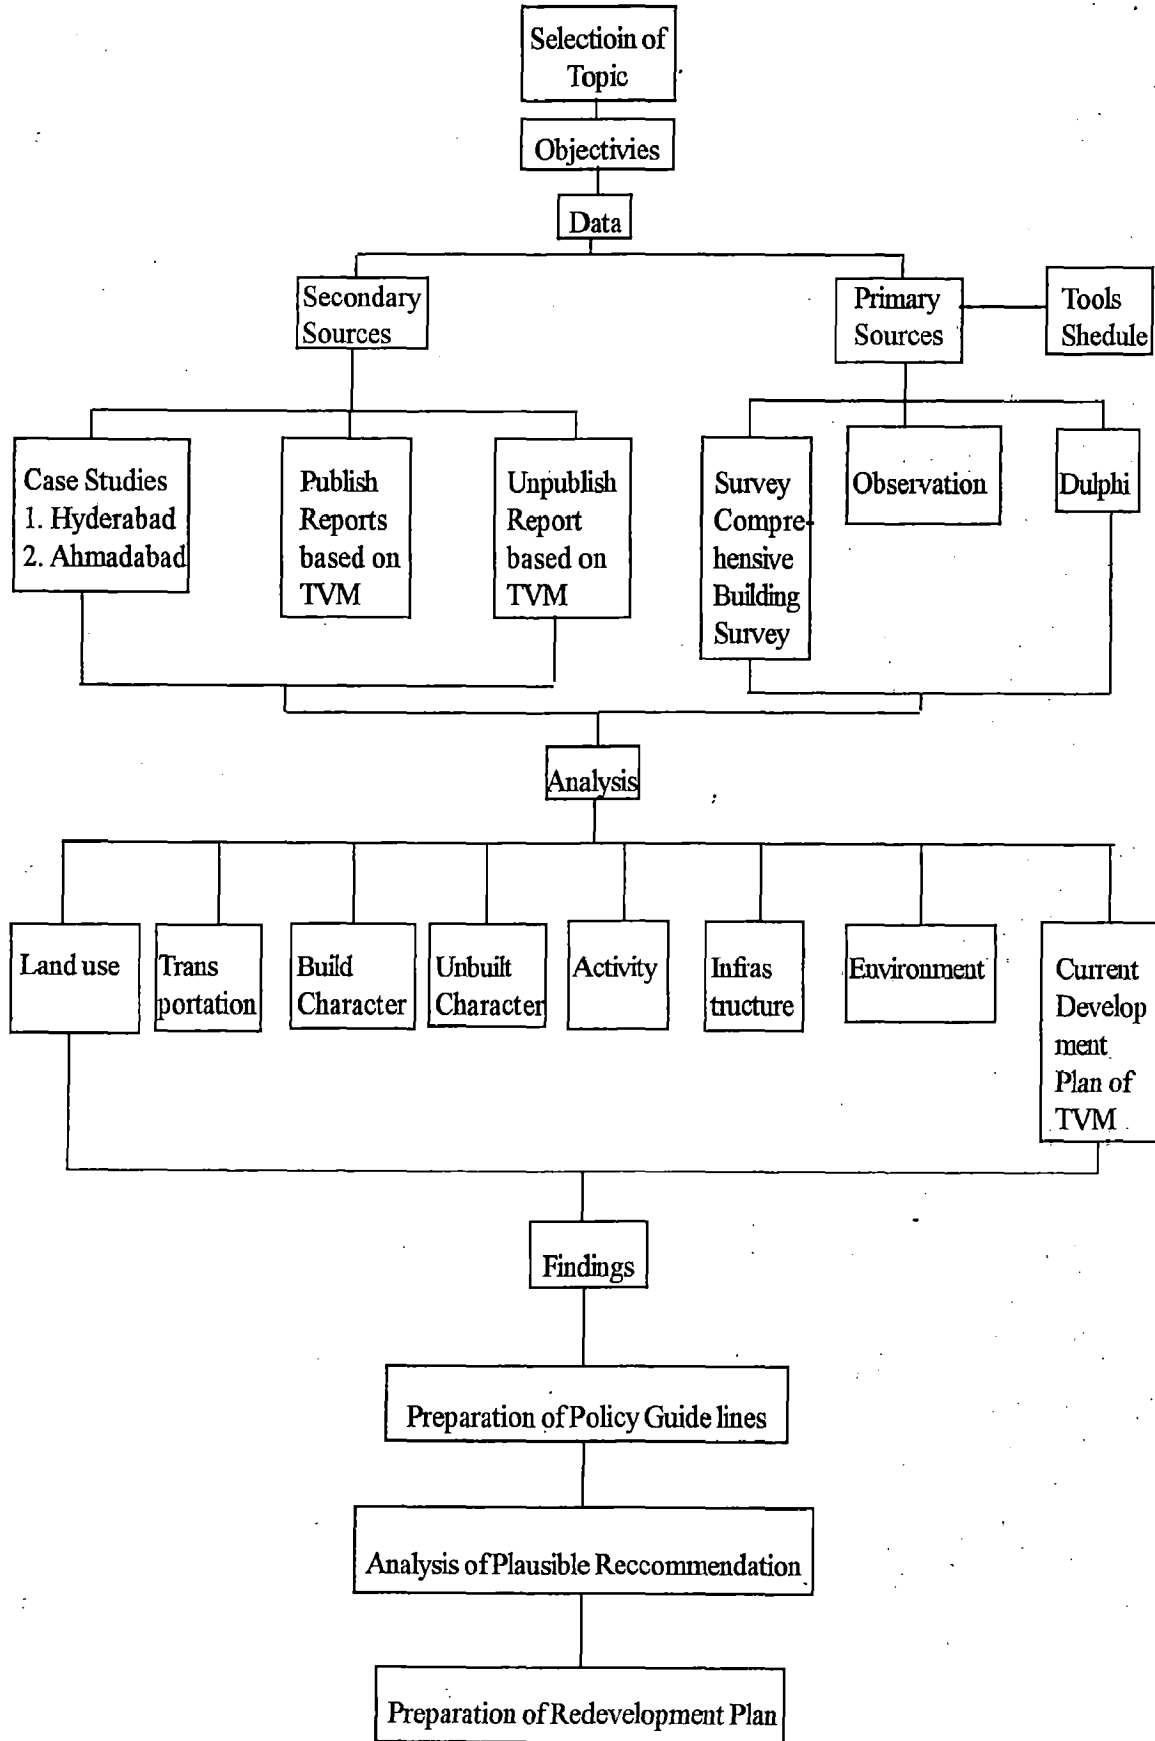 Selectioin of
Topic
Objectivies
Data
Secondary
Sources
Primary
Sources
Tools
Shedule
Case Studies
1. Hyderabad
2. Ahmadabad
Publish
Reports
based on
TVM
Unpublish
Report
based on
TVM
Survey
Compre-
hensive
Building
Survey
Observation
Dulphi
Analysis
Land use
Trans
portation
Build
Character
Unbuilt
Character
Activity
Infras
tructure
Environment
Current
Develop
ment
Plan of
TVM
Findings
Preparation of Policy Guide lines
Analysis of Plausible Reccommendation
Preparation of Redevelopment Plan